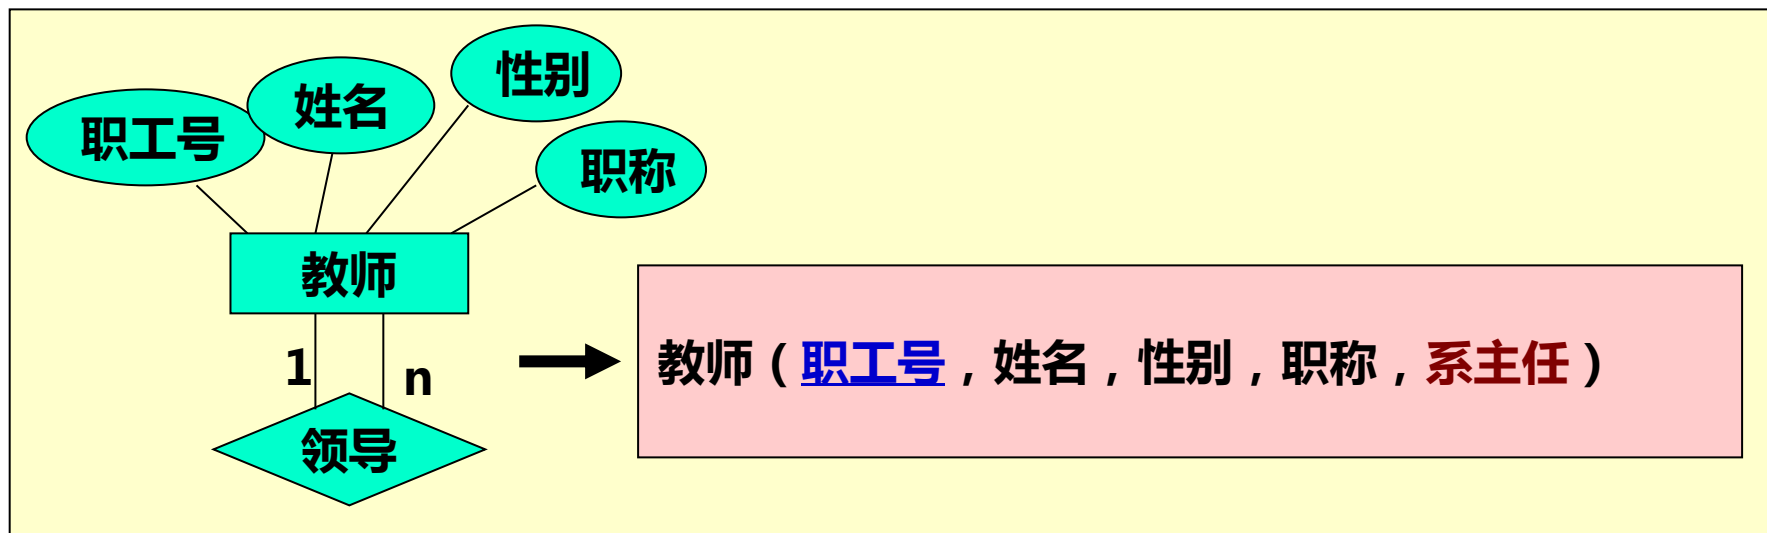 性别
姓名
职工号
职称
教师
1
n
教师（职工号，姓名，性别，职称，系主任）
领导